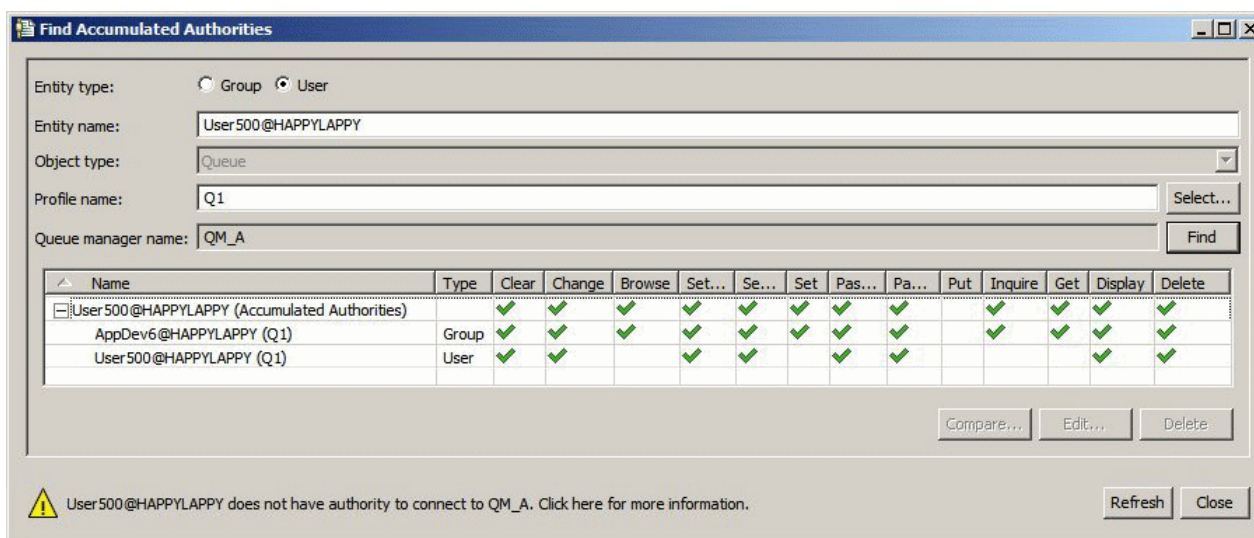 Find Accumulated Authorities
Entity type: Group User
Entity name: User500@HAPPYLAPPY
Object type: Queue
Profile name: Q1 Select...
Queue manager name: QM_A Find
Name Type Clear Change Browse Set... Se... Set Pas... Pa... Put Inquire Get Display Delete
User500@HAPPYLAPPY (Accumulated Authorities)
AppDev6@HAPPYLAPPY (Q1) Group
User500@HAPPYLAPPY (Q1) User
Compare... Edit... Delete
User500@HAPPYLAPPY does not have authority to connect to QM_A. Click here for more information. Refresh Close